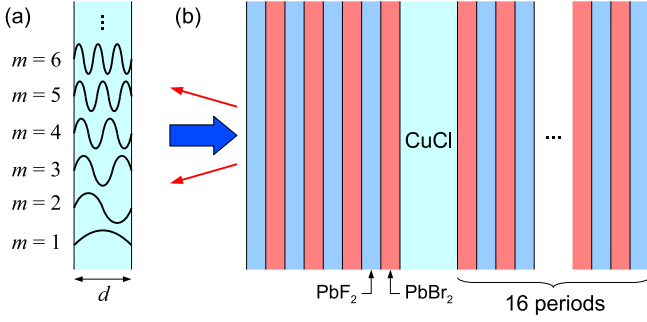 (a)
⋮
m = 6
m = 5
m = 4
m = 3
m = 2
m = 1
d
(b)
CuCl
...
PbF₂
PbBr₂
16 periods